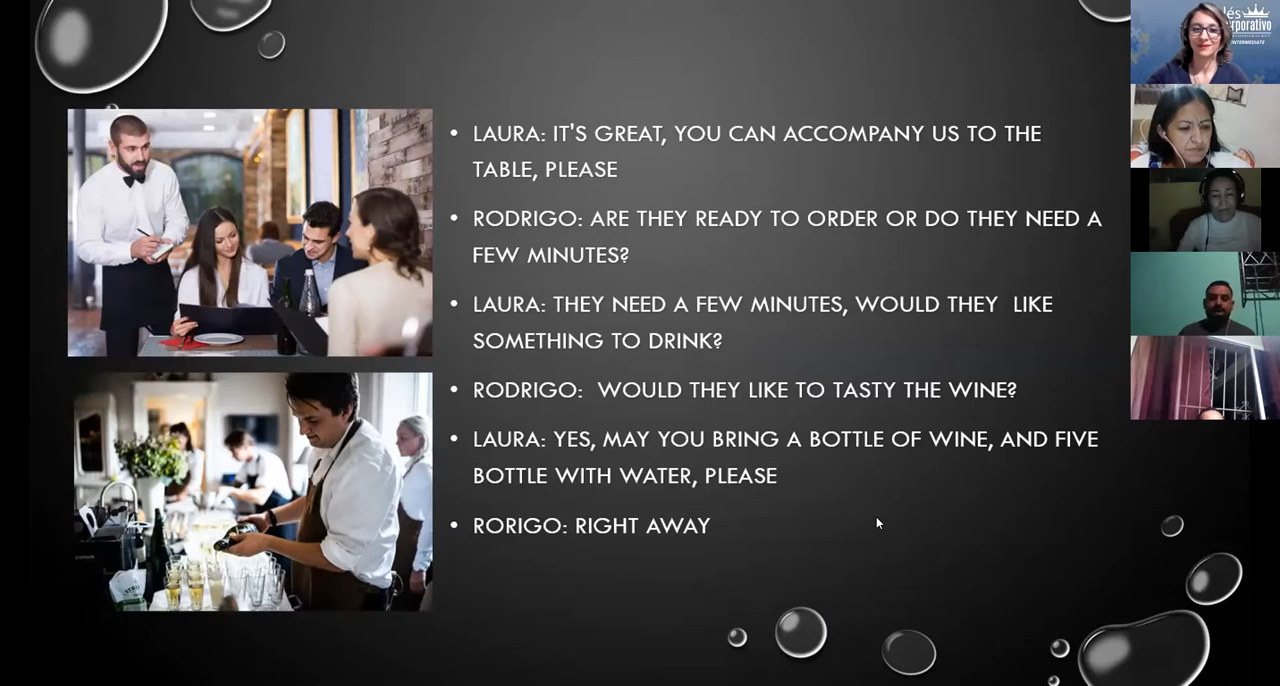 LAURA: IT'S GREAT, YOU CAN ACCOMPANY US TO THE
TABLE, PLEASE
RODRIGO: ARE THEY READY TO ORDER OR DO THEY NEED A
FEW MINUTES?
LAURA: THEY NEED A FEW MINUTES, WOULD THEY LIKE
SOMETHING TO DRINK?
RODRIGO: WOULD THEY LIKE TO TASTY THE WINE?
LAURA: YES, MAY YOU BRING A BOTTLE OF WINE, AND FIVE
BOTTLE WITH WATER, PLEASE
RORIGO: RIGHT AWAY
és
rporativo
INTERMEDIATE